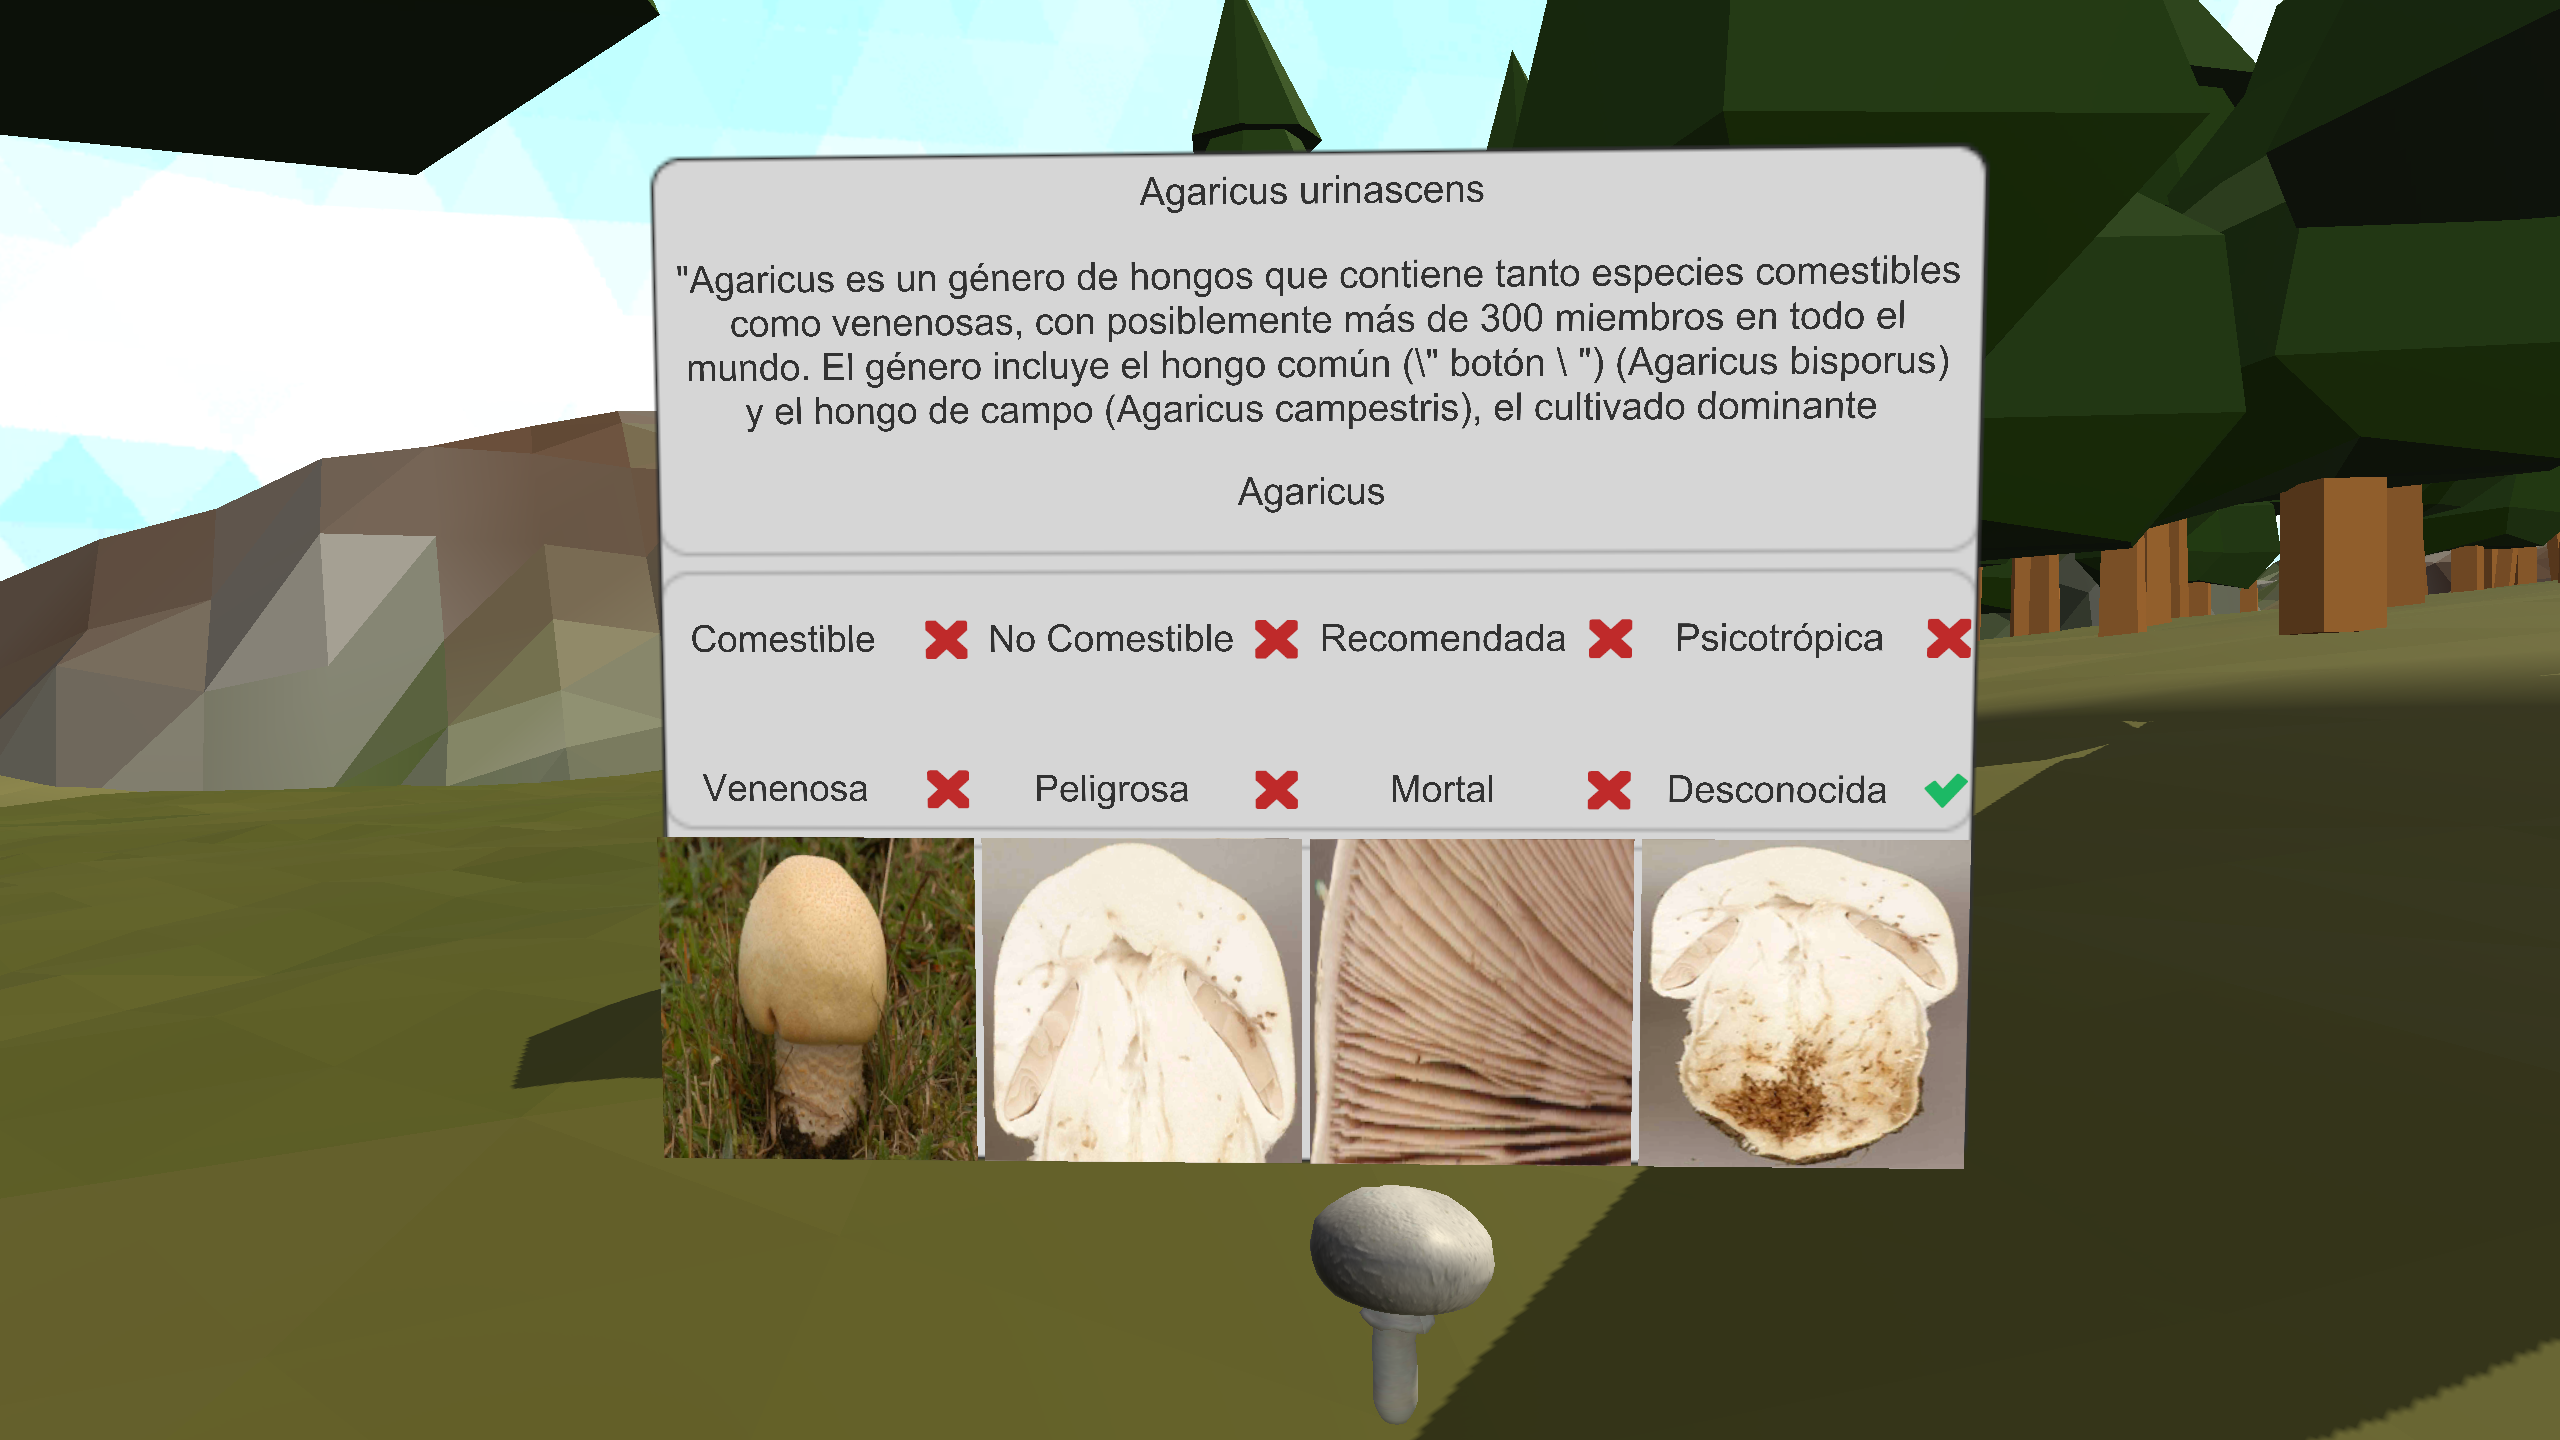 Agaricus urinascens
"Agaricus es un género de hongos que contiene tanto especies comestibles
como venenosas, con posiblemente más de 300 miembros en todo el
mundo. El género incluye el hongo común (\" botón \ ") (Agaricus bisporus)
y el hongo de campo (Agaricus campestris), el cultivado dominante
Agaricus
Comestible No Comestible Recomendada Psicotrópica
Venenosa Peligrosa Mortal Desconocida